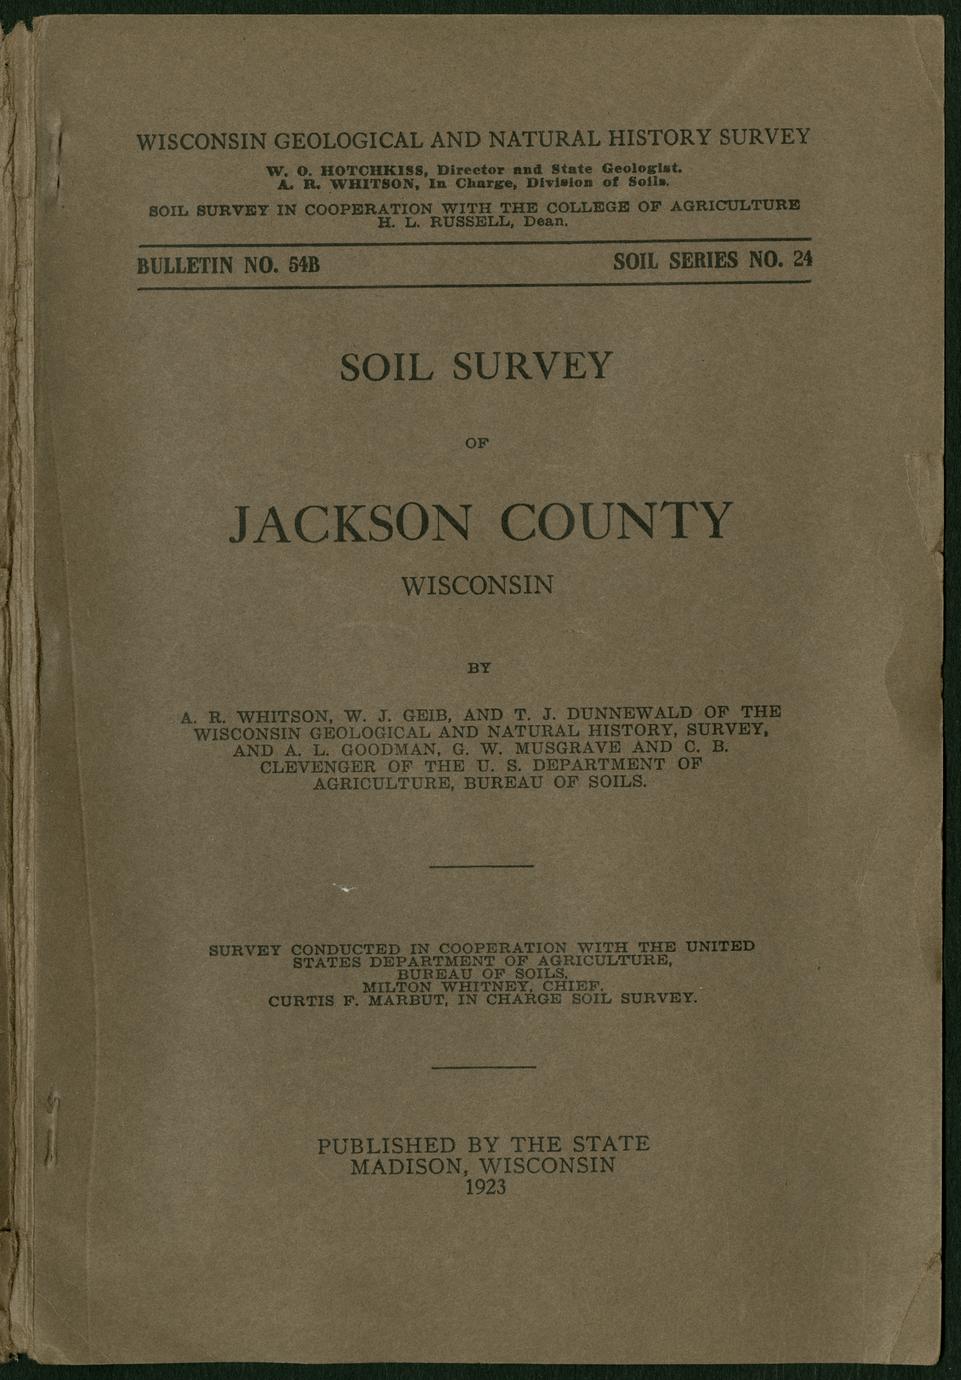 WISCONSIN GEOLOGICAL AND NATURAL HISTORY SURVEY
W. O. HOTCHKISS, Director and State Geologist.
A. R. WHITSON, In Charge, Division of Soils.
SOIL SURVEY IN COOPERATION WITH THE COLLEGE OF AGRICULTURE
H. L. RUSSELL, Dean.
BULLETIN NO. 54B SOIL SERIES NO. 24
SOIL SURVEY
OF
JACKSON COUNTY
WISCONSIN
BY
A. R. WHITSON, W. J. GEIB, AND T. J. DUNNEWALD OF THE
WISCONSIN GEOLOGICAL AND NATURAL HISTORY, SURVEY,
AND A. L. GOODMAN, G. W. MUSGRAVE AND C. B.
CLEVENGER OF THE U. S. DEPARTMENT OF
AGRICULTURE, BUREAU OF SOILS.
SURVEY CONDUCTED IN COOPERATION WITH THE UNITED
STATES DEPARTMENT OF AGRICULTURE,
BUREAU OF SOILS,
MILTON WHITNEY, CHIEF.
CURTIS F. MARBUT, IN CHARGE SOIL SURVEY.
PUBLISHED BY THE STATE
MADISON, WISCONSIN
1923